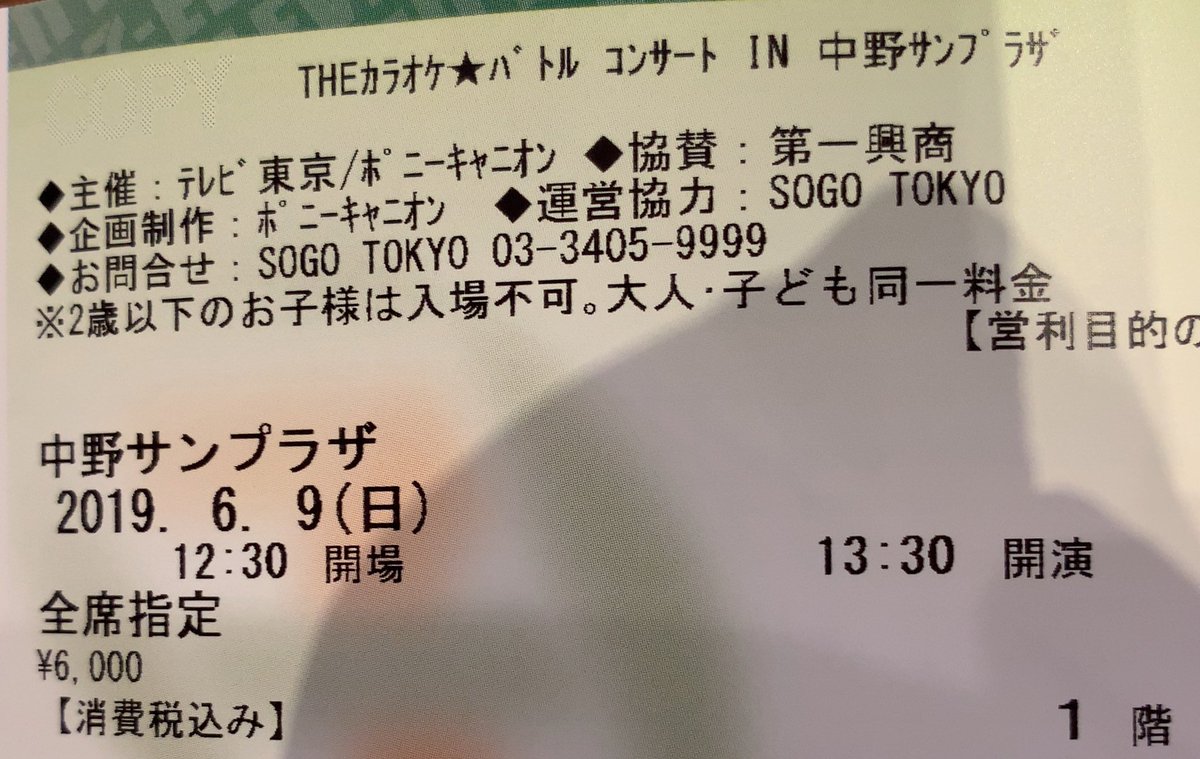 COPY
THEカラオケ★バトル コンサート IN 中野サンプラザ
◆主催:テレビ東京/ポニーキャニオン ◆協賛:第一興商
◆企画制作:ポニーキャニオン ◆運営協力:SOGO TOKYO
◆お問合せ:SOGO TOKYO 03-3405-9999
※2歳以下のお子様は入場不可。大人・子ども同一料金
【営利目的の
中野サンプラザ
2019. 6. 9(日)
12:30 開場 13:30 開演
全席指定
¥6,000
【消費税込み】
1 階